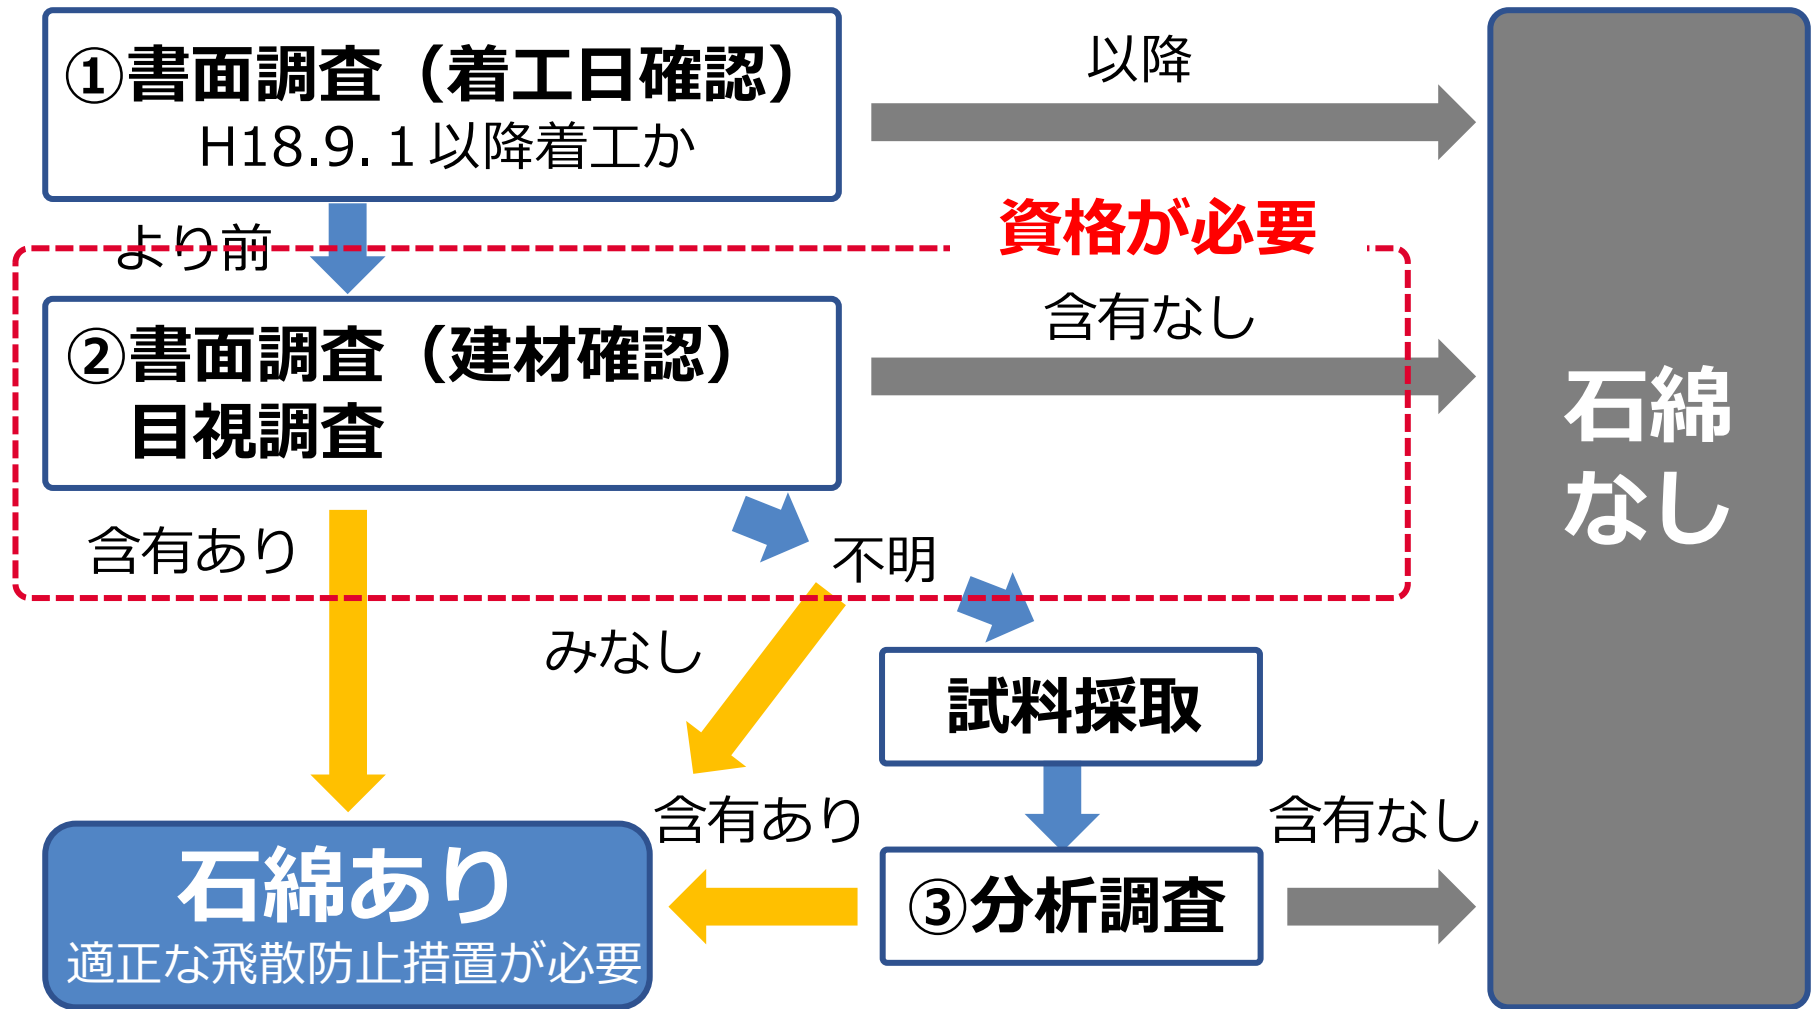 ①書面調査（着工日確認）
H18.9.１以降着工か
以降
より前
資格が必要
②書面調査（建材確認）
目視調査
含有なし
含有あり
不明
みなし
試料採取
含有あり
③分析調査
含有なし
石綿あり
適正な飛散防止措置が必要
石綿
なし